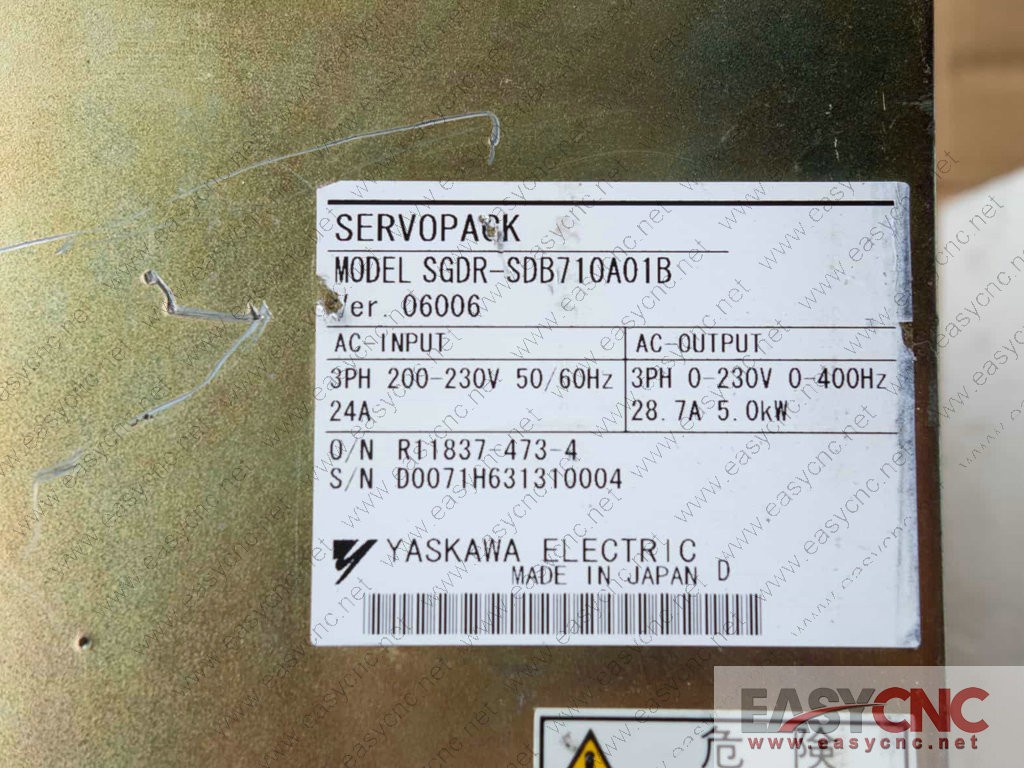 SERVOPACK
MODEL SGDR-SDB710A01B
Ver. 06006
AC-INPUT AC-OUTPUT
3PH 200-230V 50/60Hz 3PH 0-230V 0-400Hz
24A 28.7A 5.0kW
O/N R11837-473-4
S/N D0071H631310004
YASKAWA ELECTRIC
MADE IN JAPAN D
危険
EASYCNC
www.easycnc.net